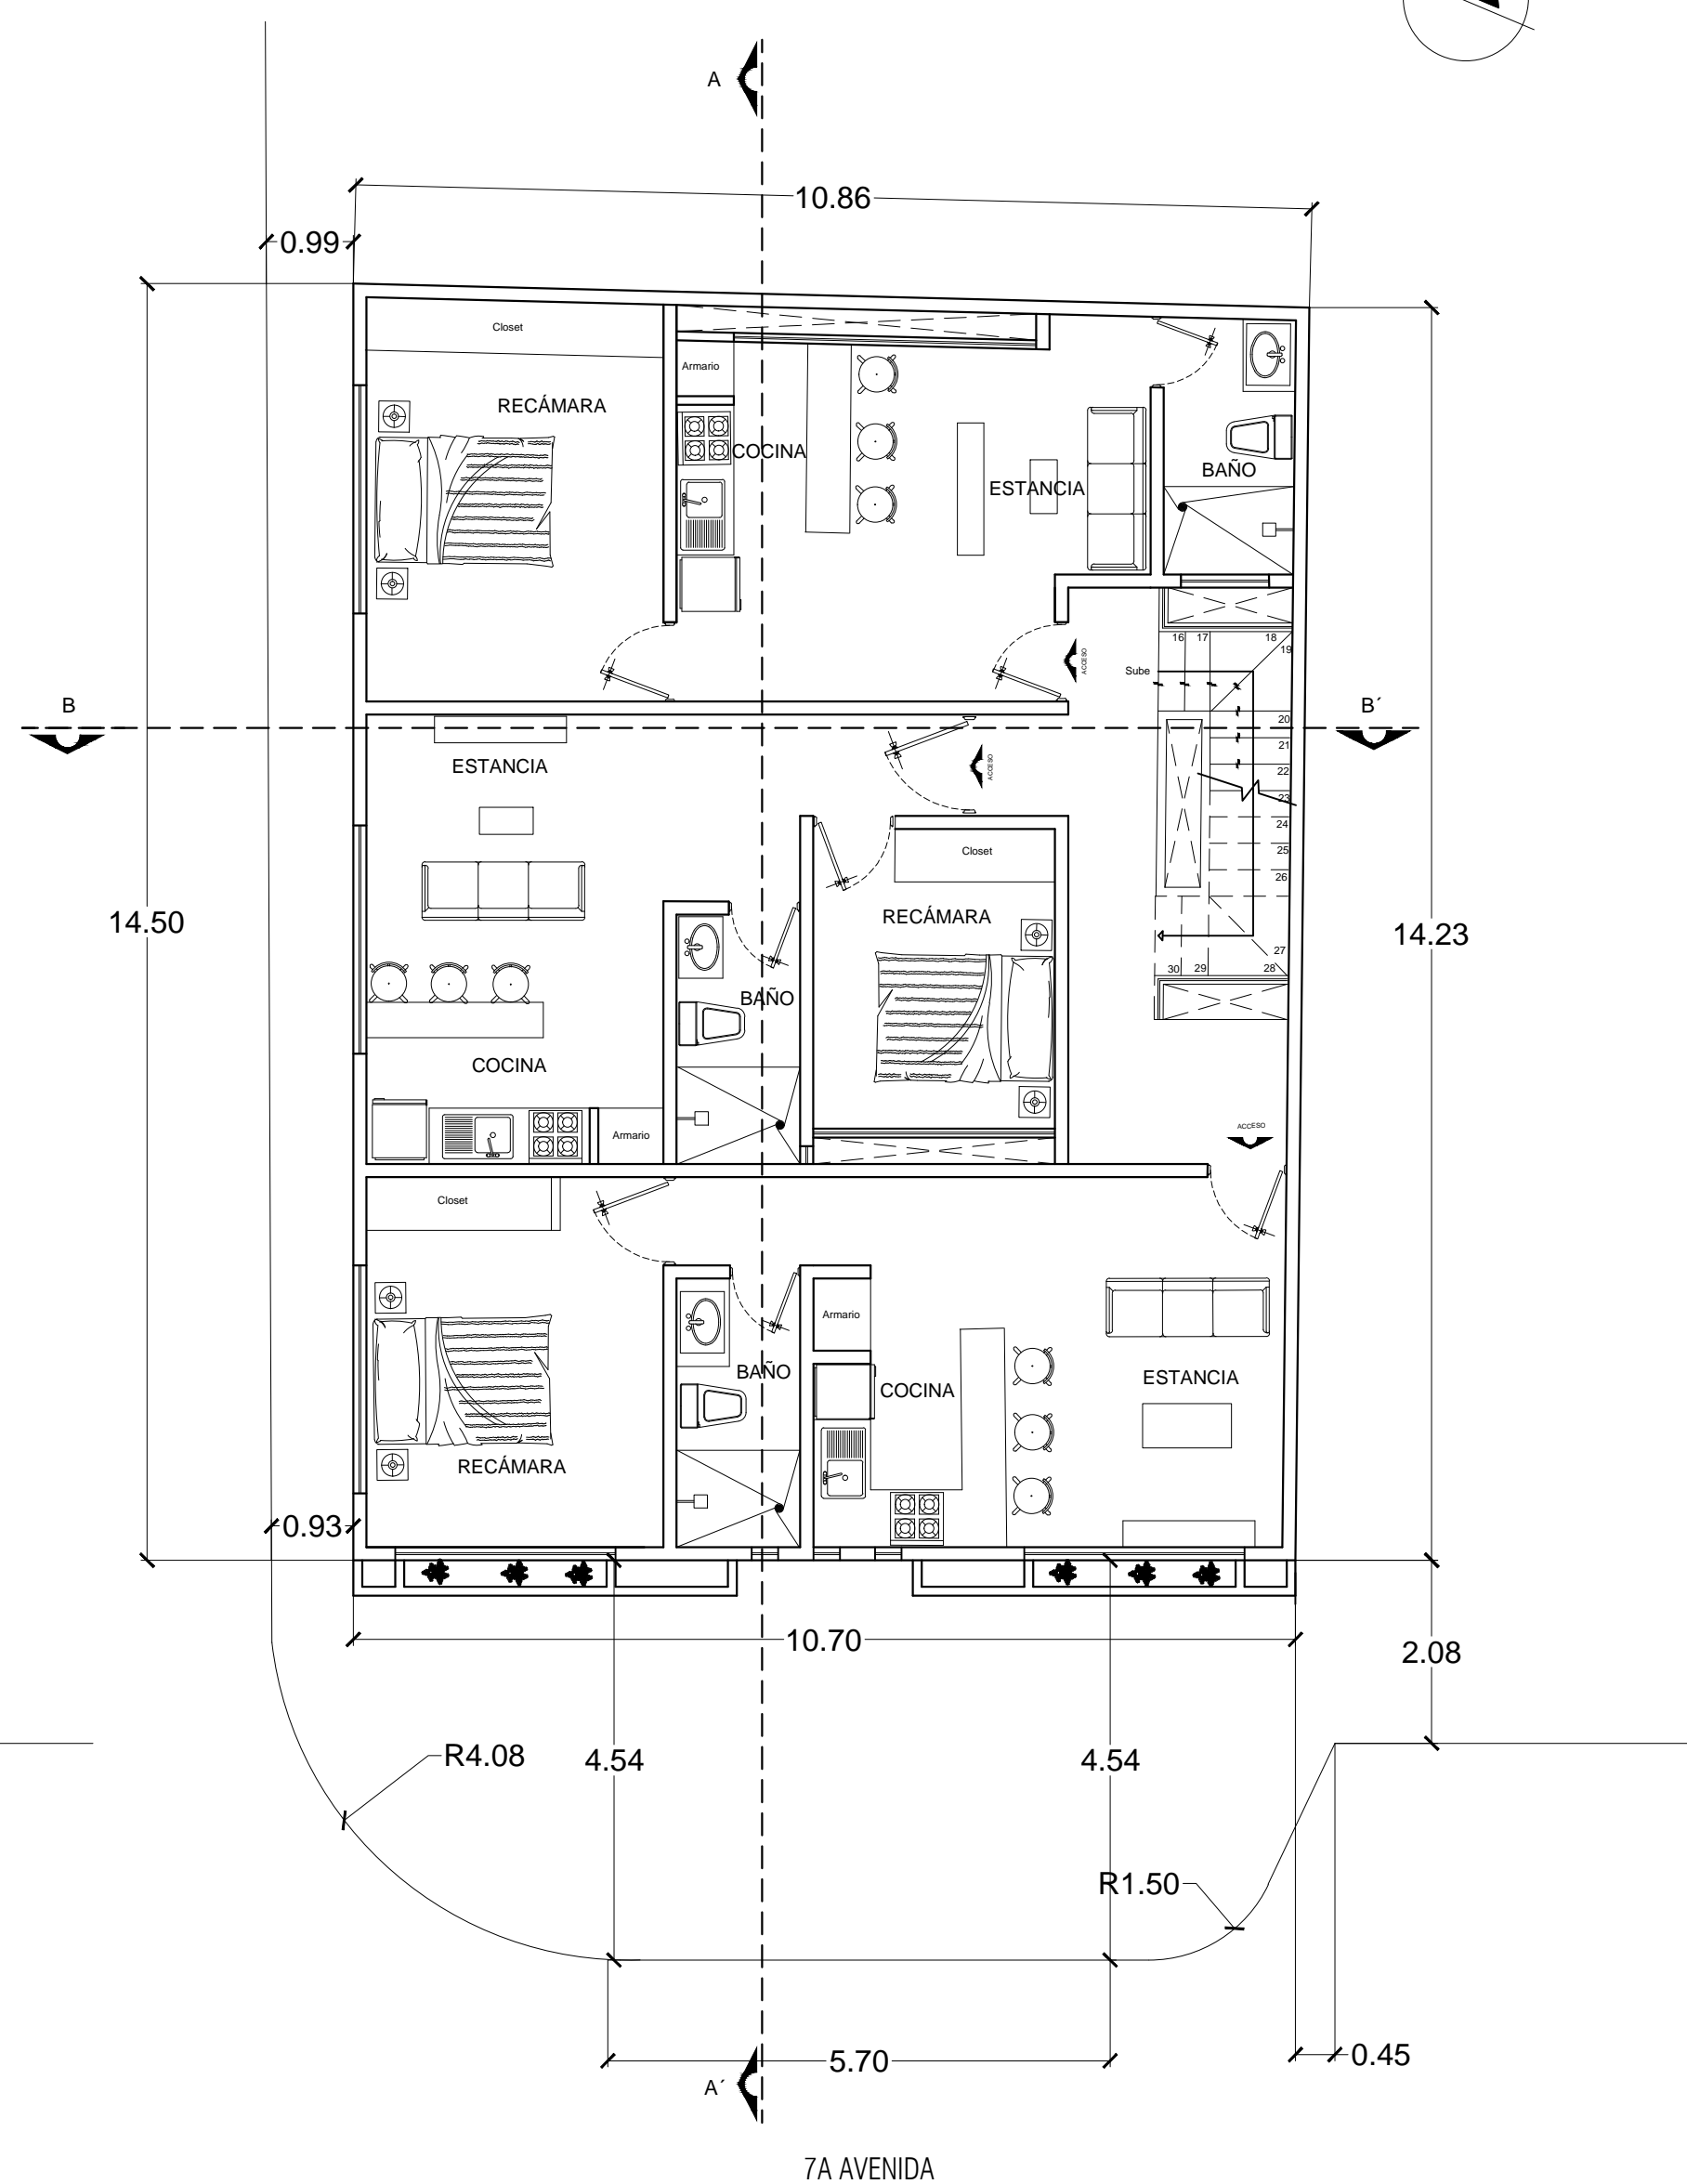 A
10.86
0.99
Closet
Armario
RECÁMARA
COCINA
BAÑO
ESTANCIA
16
17
18
19
ACCESO
Sube
B
B´
20
21
ESTANCIA
ACCESO
22
23
24
Closet
25
26
14.50
RECÁMARA
14.23
27
30
29
28
BAÑO
COCINA
ACCESO
Armario
Closet
Armario
BAÑO
ESTANCIA
COCINA
RECÁMARA
0.93
10.70
2.08
R4.08
4.54
4.54
R1.50
5.70
0.45
A´
7A AVENIDA